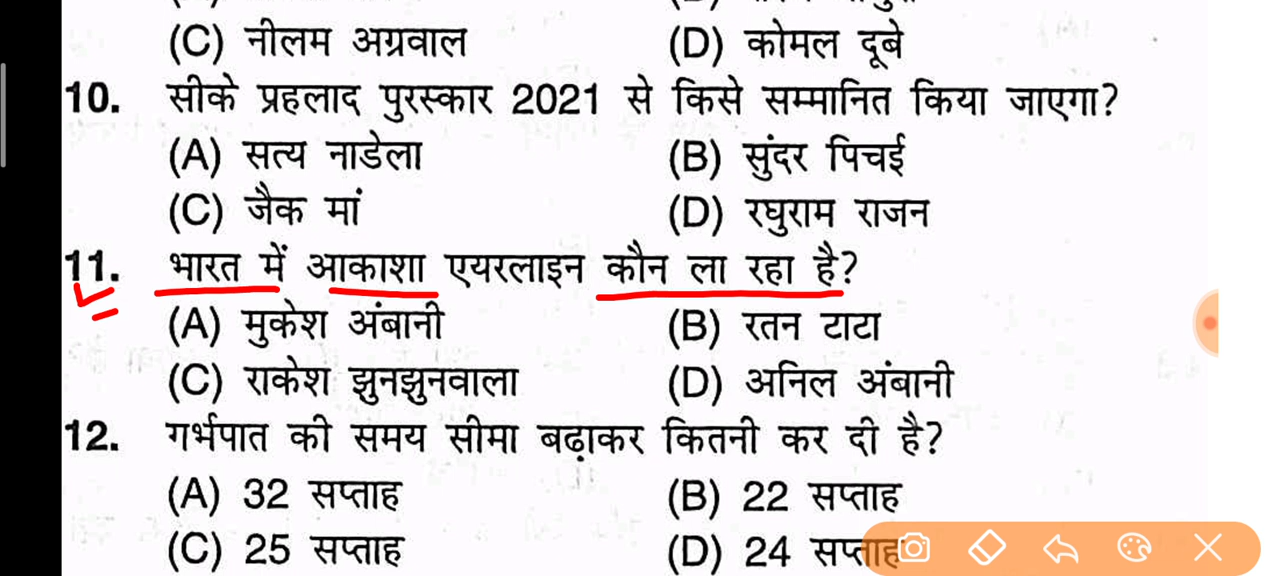 (C) नीलम अग्रवाल (D) कोमल दूबे
10. सीके प्रहलाद पुरस्कार 2021 से किसे सम्मानित किया जाएगा?
(A) सत्य नाडेला (B) सुंदर पिचई
(C) जैक मां (D) रघुराम राजन
11. भारत में आकाशा एयरलाइन कौन ला रहा है?
(A) मुकेश अंबानी (B) रतन टाटा
(C) राकेश झुनझुनवाला (D) अनिल अंबानी
12. गर्भपात की समय सीमा बढ़ाकर कितनी कर दी है?
(A) 32 सप्ताह (B) 22 सप्ताह
(C) 25 सप्ताह (D) 24 सप्ताह